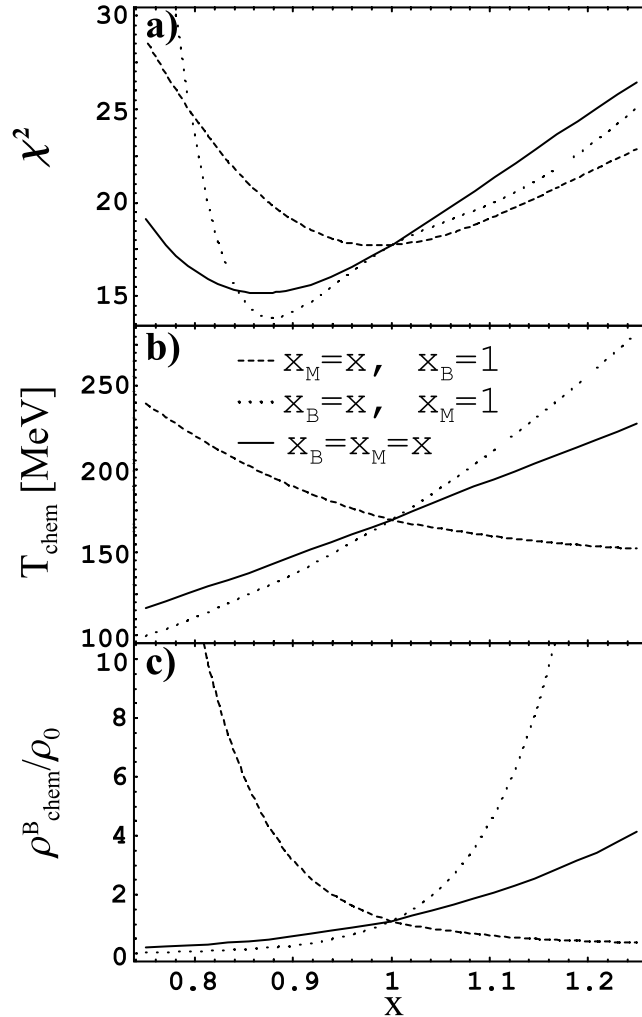 a)
30
25
20
15
χ²
b)
x_M=x, x_B=1
x_B=x, x_M=1
x_B=x_M=x
250
200
150
100
T_chem [MeV]
c)
10
8
6
4
2
0
ρ^B_chem/ρ_0
0.8 0.9 1 1.1 1.2
x